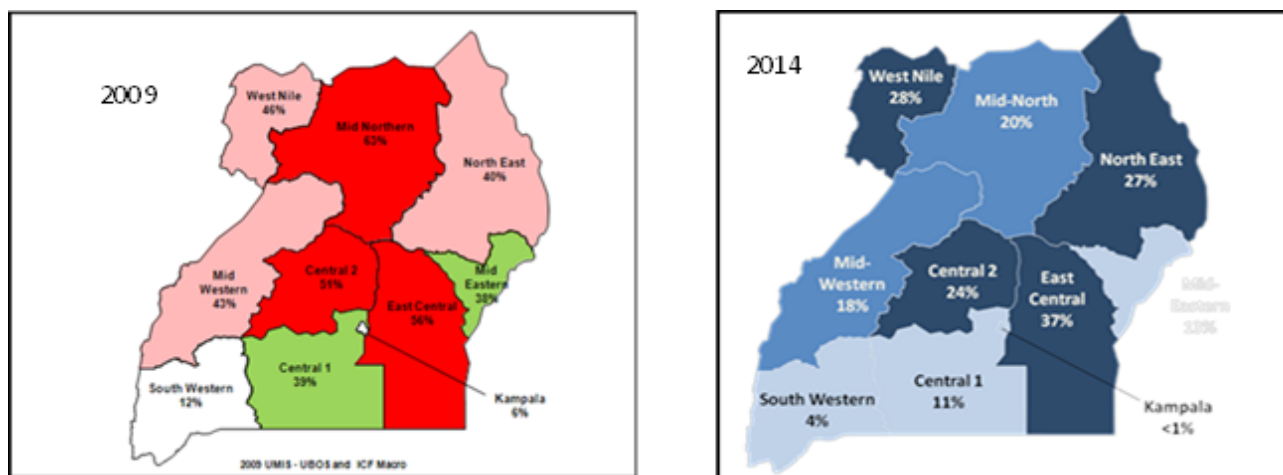 2009
West Nile
46%
Mid Northern
63%
North East
40%
Mid
Western
43%
Central 2
51%
Mid
Eastern
38%
East Central
56%
Central 1
39%
South Western
12%
Kampala
6%
2009 UMIS - UBOS and ICF Macro
2014
West Nile
28%
Mid-North
20%
North East
27%
Mid-
Western
18%
Central 2
24%
East
Central
37%
Mid-
Eastern
13%
Central 1
11%
South Western
4%
Kampala
<1%